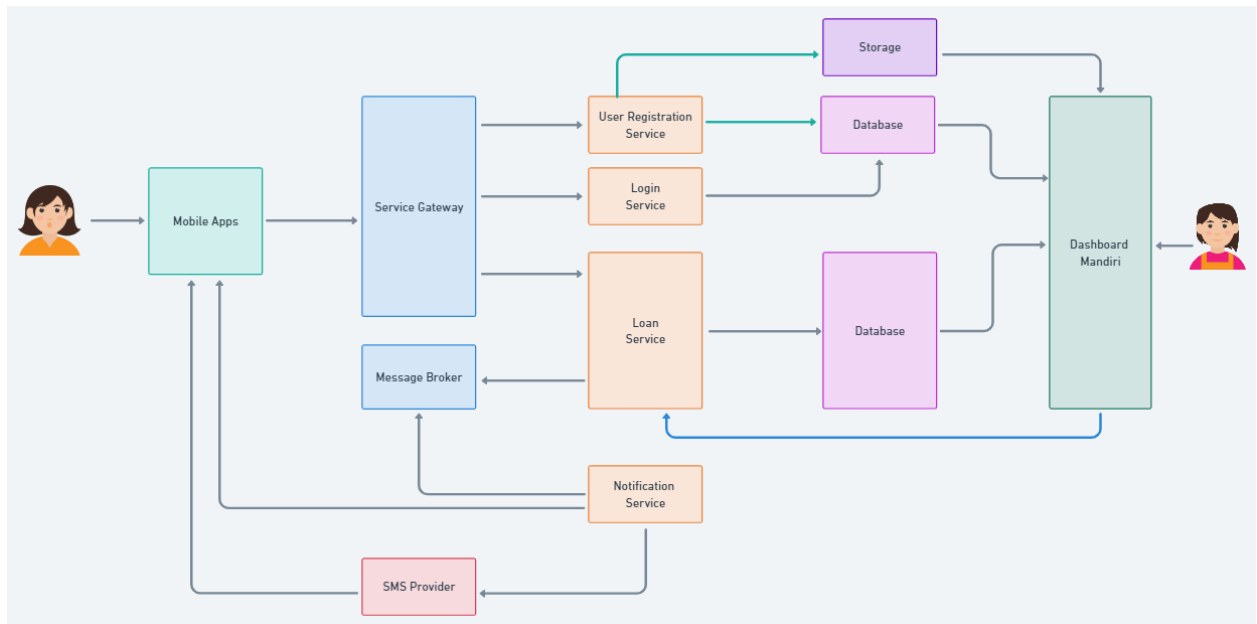 Storage
User Registration
Service
Database
Login
Service
Mobile Apps
Service Gateway
Dashboard
Mandiri
Loan
Service
Database
Message Broker
Notification
Service
SMS Provider